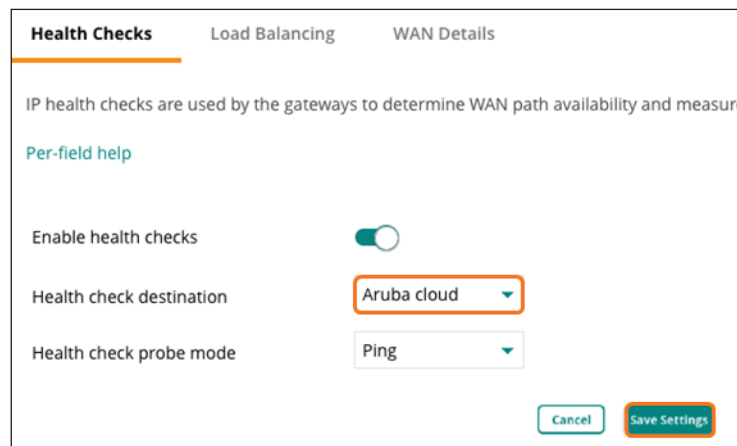 Health Checks Load Balancing WAN Details
IP health checks are used by the gateways to determine WAN path availability and measur
Per-field help
Enable health checks
Health check destination Aruba cloud
Health check probe mode Ping
Cancel Save Settings